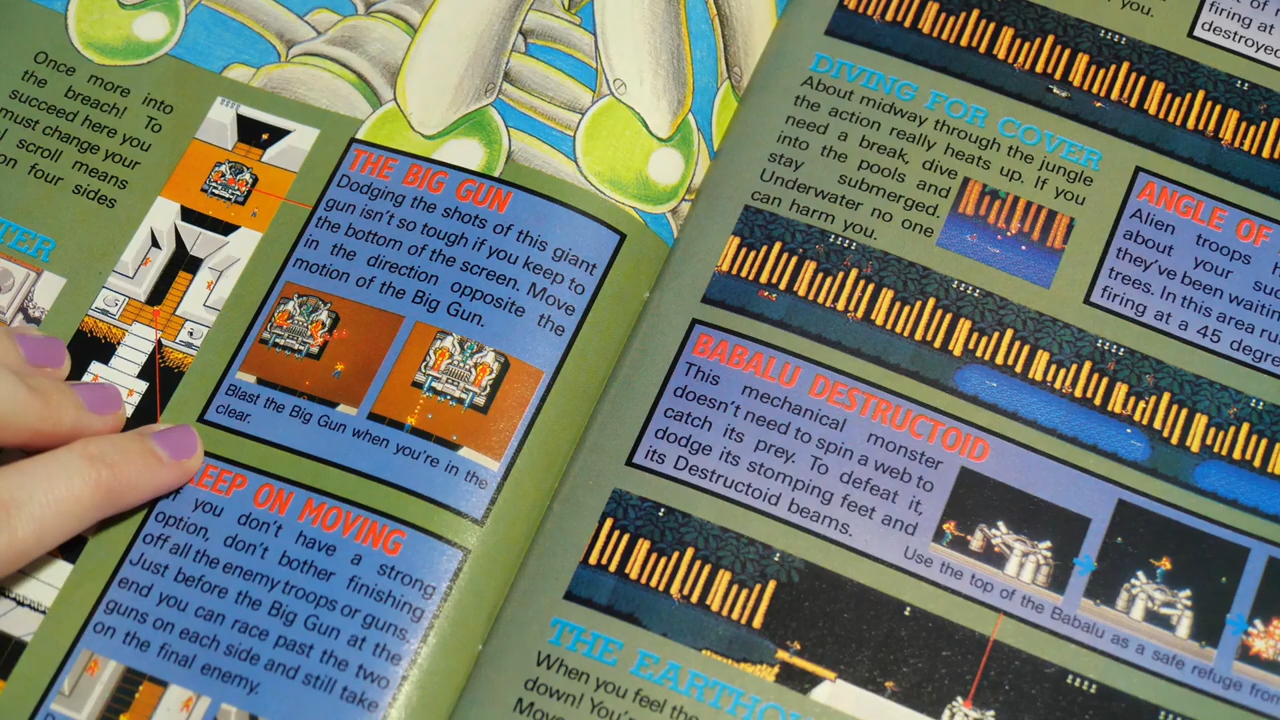 Once more into
the breach! To
succeed here you
must change your
scroll means
on four sides
THE BIG GUN
Dodging the shots of this giant
gun isn't so tough if you keep to
the bottom of the screen. Move
in the direction opposite the
motion of the Big Gun.
Blast the Big Gun when you're in the
clear.
KEEP ON MOVING
If you don't have a strong
option, don't bother finishing
off all the enemy troops or guns.
Just before the Big Gun at the
end you can race past the two
guns on each side and still take
on the final enemy.
you.
firing at
destroyed
DIVING FOR COVER
About midway through the jungle
the action really heats up. If you
need a break, dive
into the pools and
stay submerged.
Underwater no one
can harm you.
ANGLE OF
Alien troops
about your
they've been waiting
trees. In this area
firing at a 45 degree
BABALU DESTRUCTOID
This mechanical monster
doesn't need to spin a web to
catch its prey. To defeat it,
dodge its stomping feet and
its Destructoid beams.
Use the top of the Babalu as a safe refuge from
THE
When you feel the
down! You're
Move